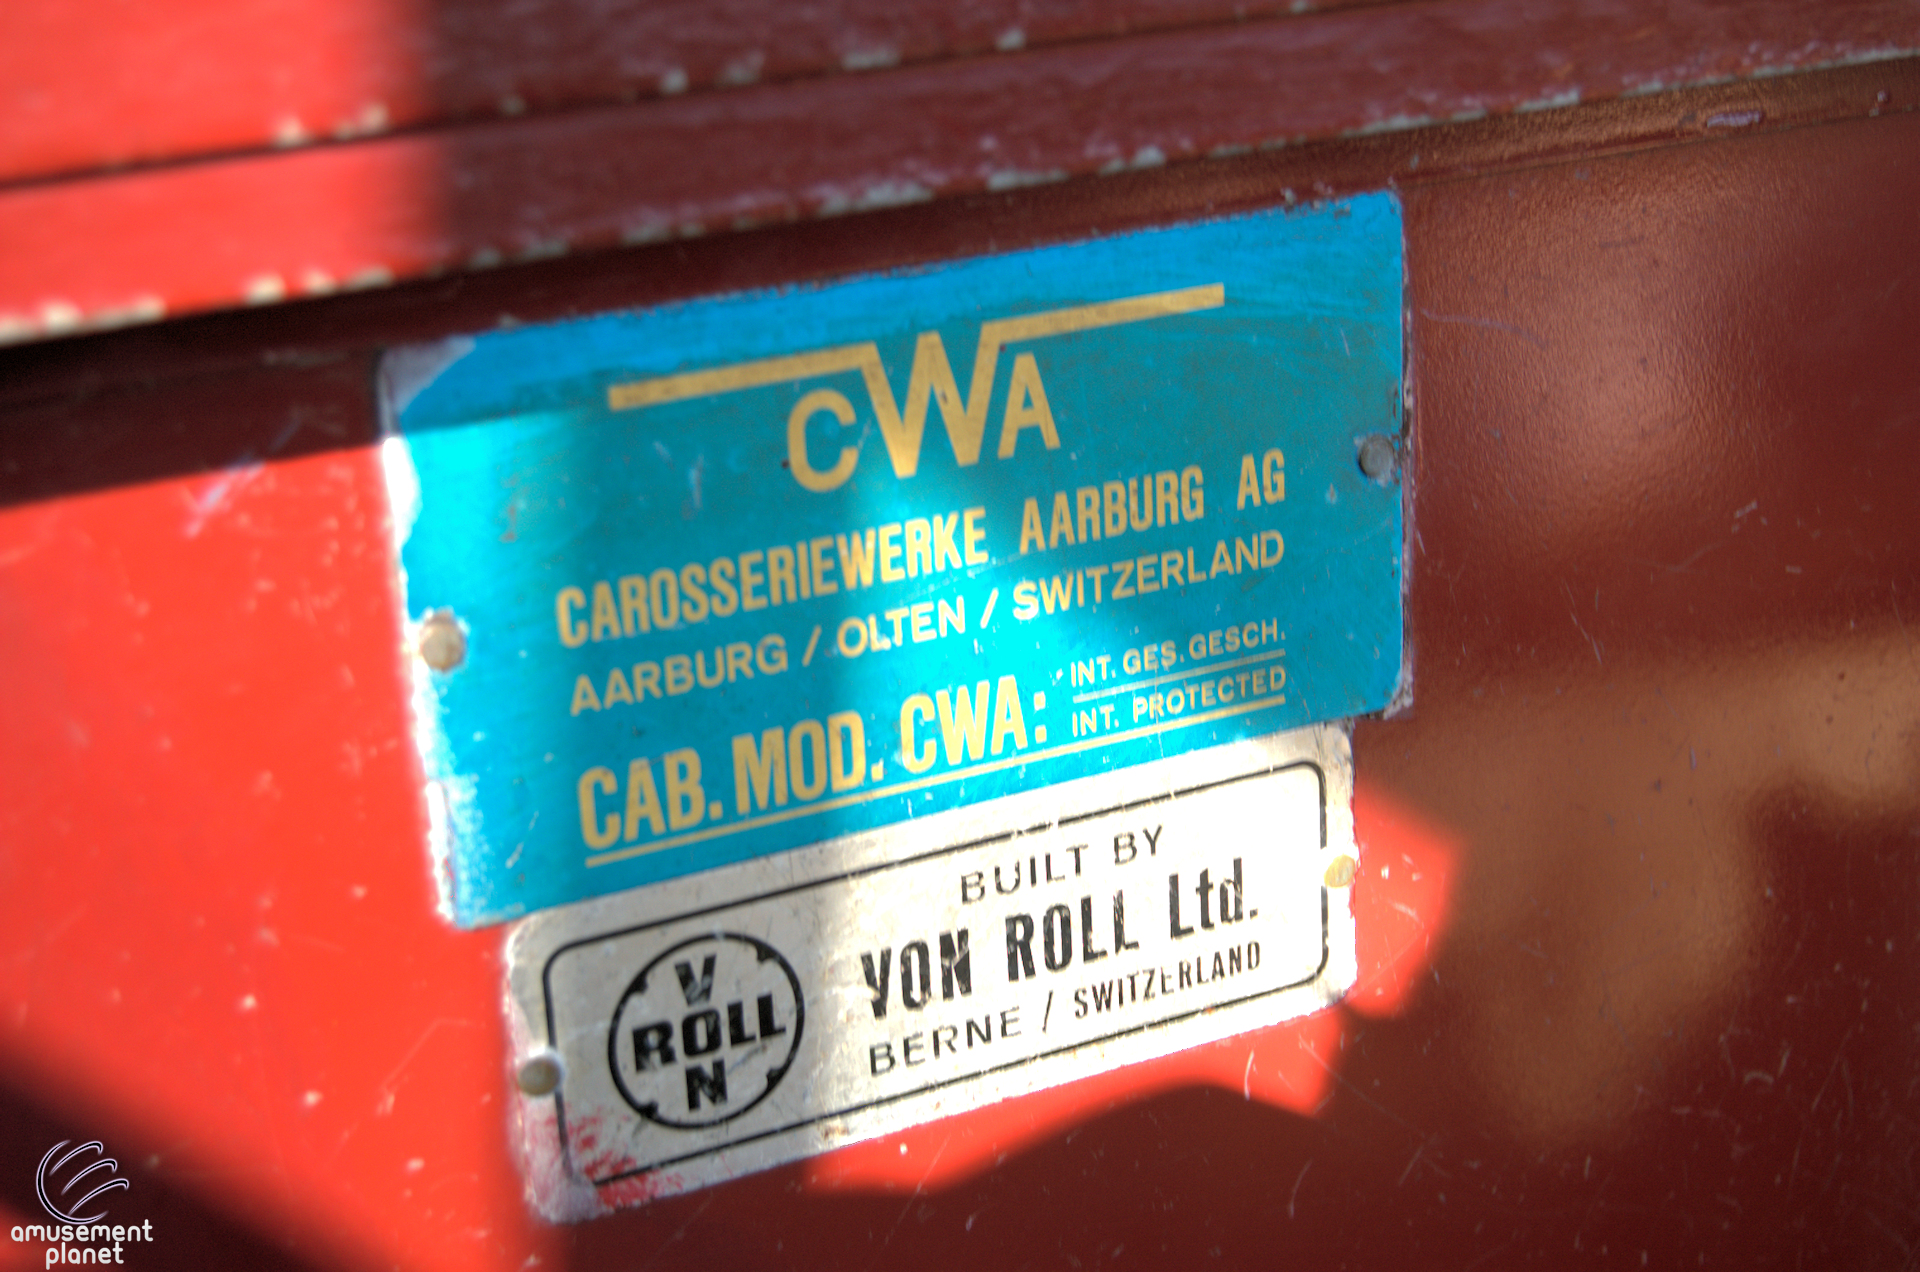 CWA
CAROSSERIEWERKE AARBURG AG
AARBURG / OLTEN / SWITZERLAND
CAB. MOD. CWA: INT. GES. GESCH.
INT. PROTECTED
BUILT BY
VON ROLL Ltd.
BERNE / SWITZERLAND
V
ROLL
N
amusement
planet